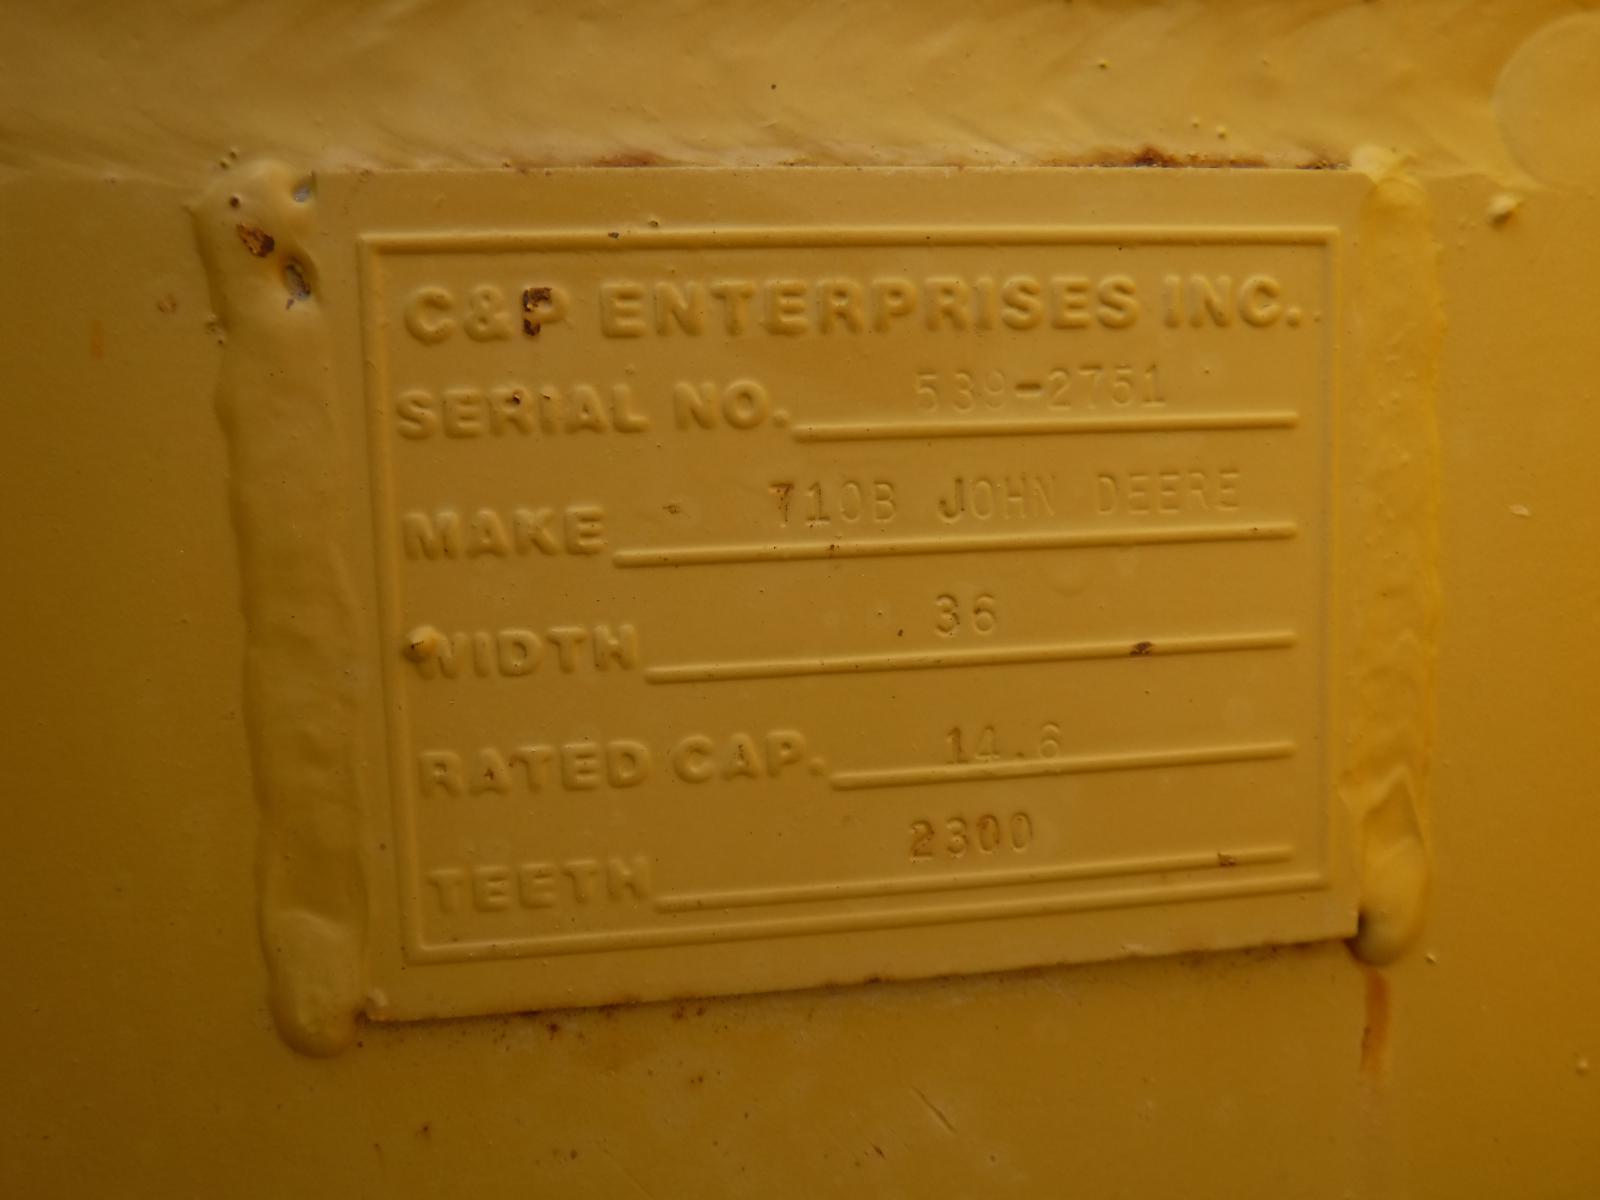 C&P ENTERPRISES INC.
SERIAL NO. 539-2751
MAKE 710B JOHN DEERE
WIDTH 36
RATED CAP. 14.6
TEETH 2300